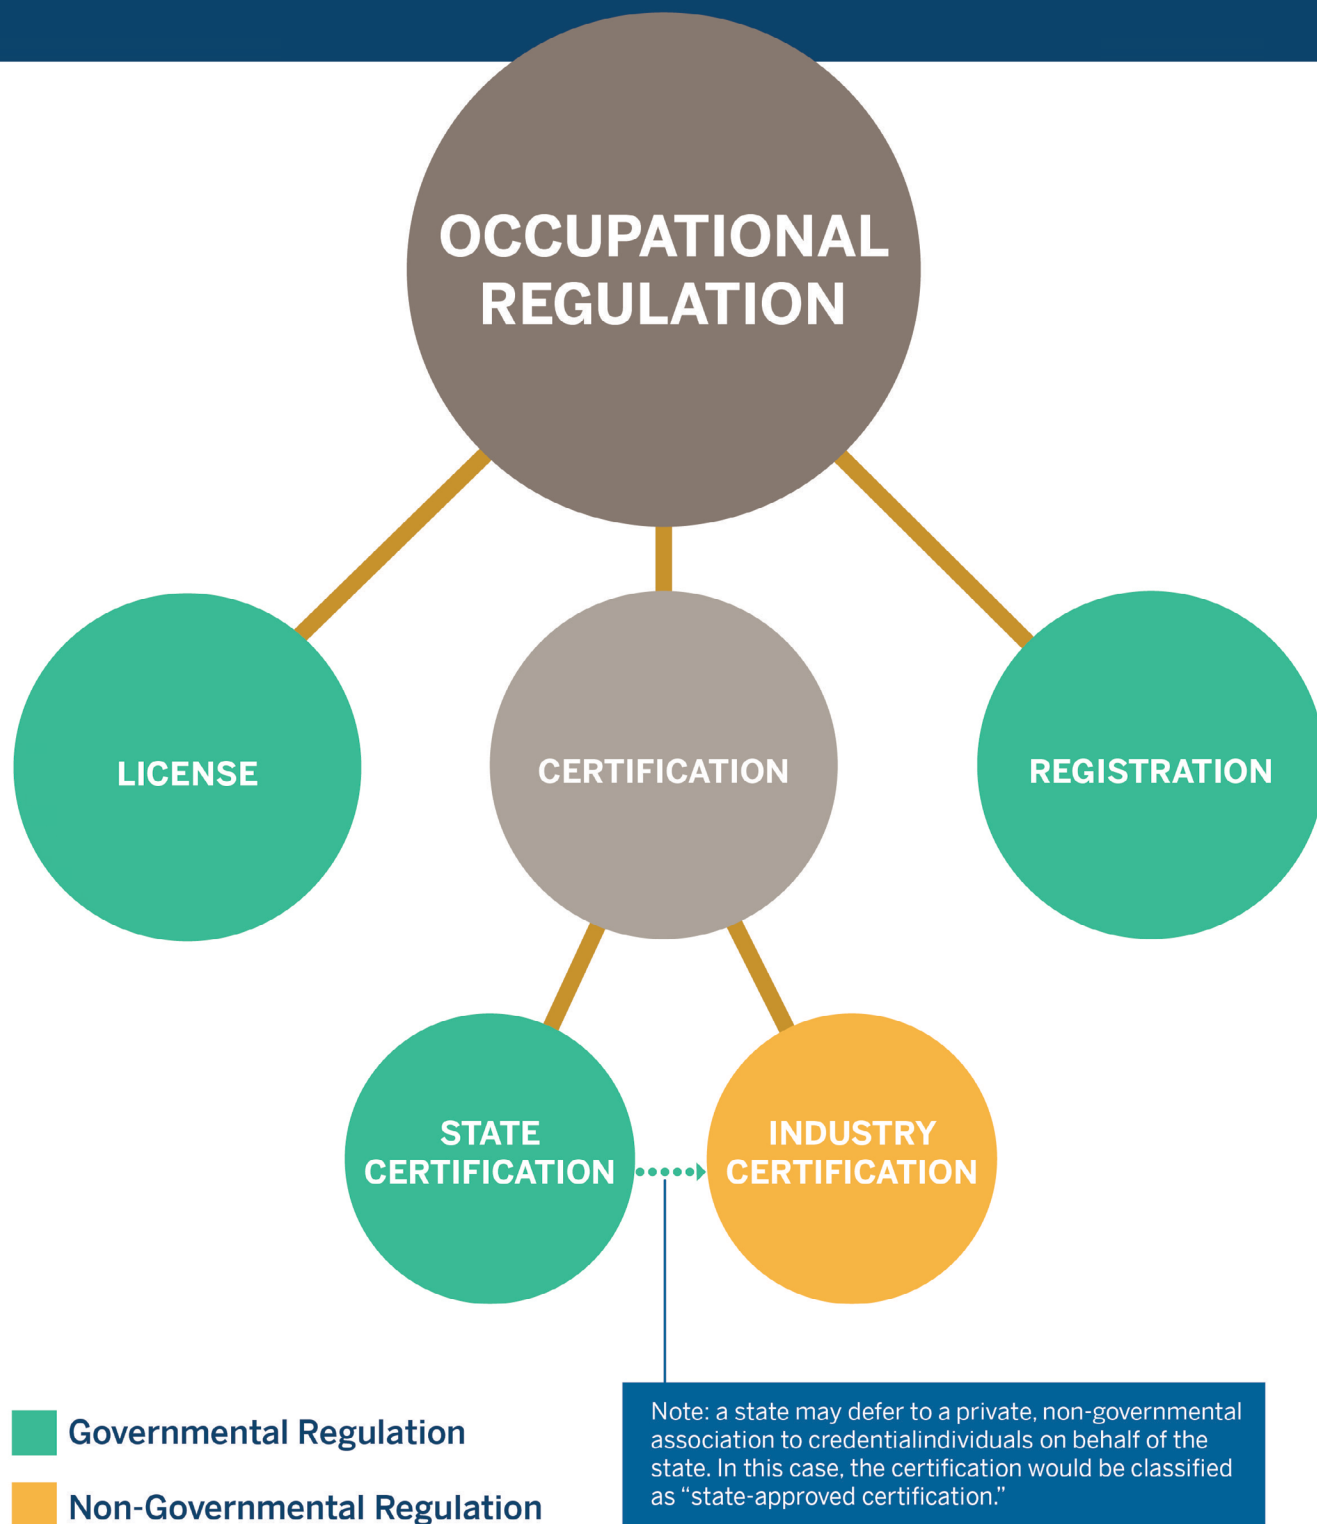 OCCUPATIONAL
REGULATION
LICENSE
CERTIFICATION
REGISTRATION
STATE
CERTIFICATION
INDUSTRY
CERTIFICATION
Governmental Regulation
Non-Governmental Regulation
Note: a state may defer to a private, non-governmental
association to credentialindividuals on behalf of the
state. In this case, the certification would be classified
as “state-approved certification.”